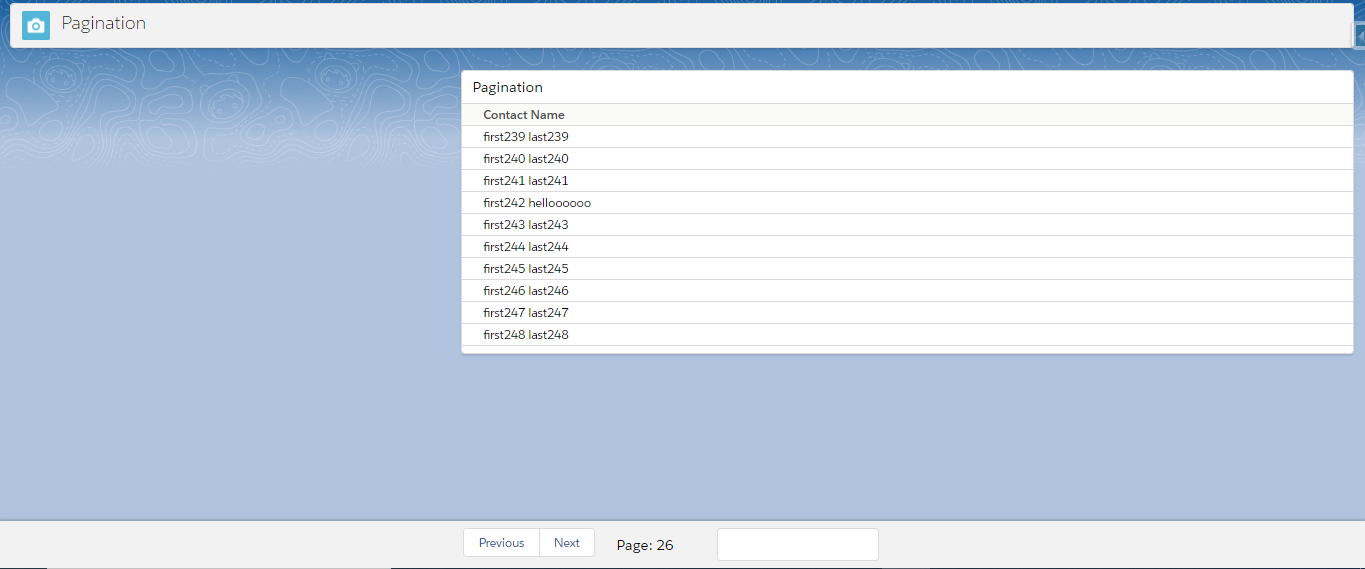 Pagination
Pagination
Contact Name
first239 last239
first240 last240
first241 last241
first242 helloooooo
first243 last243
first244 last244
first245 last245
first246 last246
first247 last247
first248 last248
Previous Next Page: 26